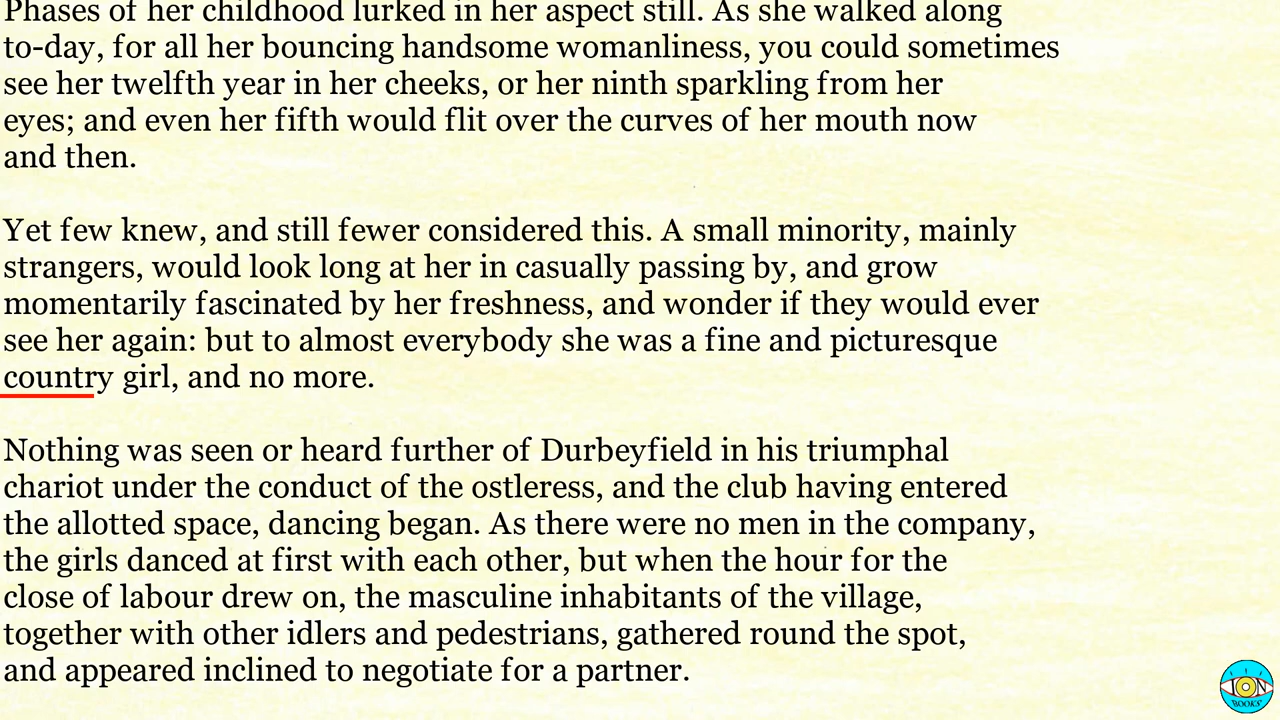 Phases of her childhood lurked in her aspect still. As she walked along
to-day, for all her bouncing handsome womanliness, you could sometimes
see her twelfth year in her cheeks, or her ninth sparkling from her
eyes; and even her fifth would flit over the curves of her mouth now
and then.
Yet few knew, and still fewer considered this. A small minority, mainly
strangers, would look long at her in casually passing by, and grow
momentarily fascinated by her freshness, and wonder if they would ever
see her again: but to almost everybody she was a fine and picturesque
country girl, and no more.
Nothing was seen or heard further of Durbeyfield in his triumphal
chariot under the conduct of the ostleress, and the club having entered
the allotted space, dancing began. As there were no men in the company,
the girls danced at first with each other, but when the hour for the
close of labour drew on, the masculine inhabitants of the village,
together with other idlers and pedestrians, gathered round the spot,
and appeared inclined to negotiate for a partner.
ION
BOOKS